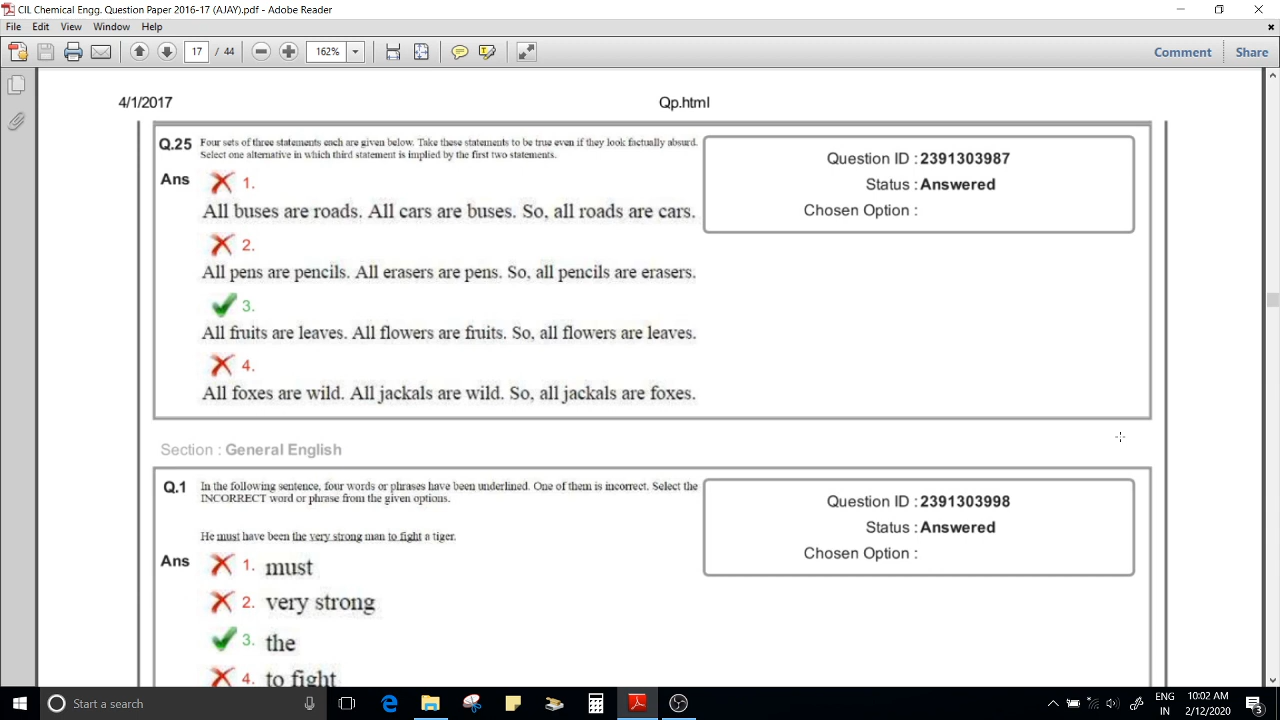 CIL Chemical Engg. Question Paper 2016-17 (AJAY).pdf - Adobe Reader
File Edit View Window Help
17 / 44 162% Comment Share
4/1/2017 Qp.html
Q.25 Four sets of three statements each are given below. Take these statements to be true even if they look factually absurd.
Select one alternative in which third statement is implied by the first two statements.
Question ID : 2391303987
Status : Answered
Chosen Option :
Ans 1.
All buses are roads. All cars are buses. So, all roads are cars.
2.
All pens are pencils. All erasers are pens. So, all pencils are erasers.
3.
All fruits are leaves. All flowers are fruits. So, all flowers are leaves.
4.
All foxes are wild. All jackals are wild. So, all jackals are foxes.
Section : General English
Q.1 In the following sentence, four words or phrases have been underlined. One of them is incorrect. Select the
INCORRECT word or phrase from the given options.
He must have been the very strong man to fight a tiger.
Question ID : 2391303998
Status : Answered
Chosen Option :
Ans 1. must
2. very strong
3. the
4. to fight
Start a search
ENG 10:02 AM
IN 2/12/2020
3